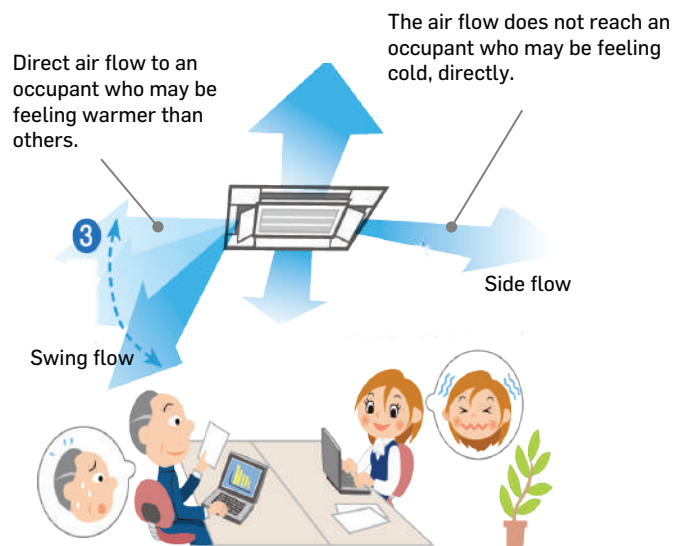 The air flow does not reach an
occupant who may be feeling
cold, directly.
Direct air flow to an
occupant who may be
feeling warmer than
others.
3
Side flow
Swing flow